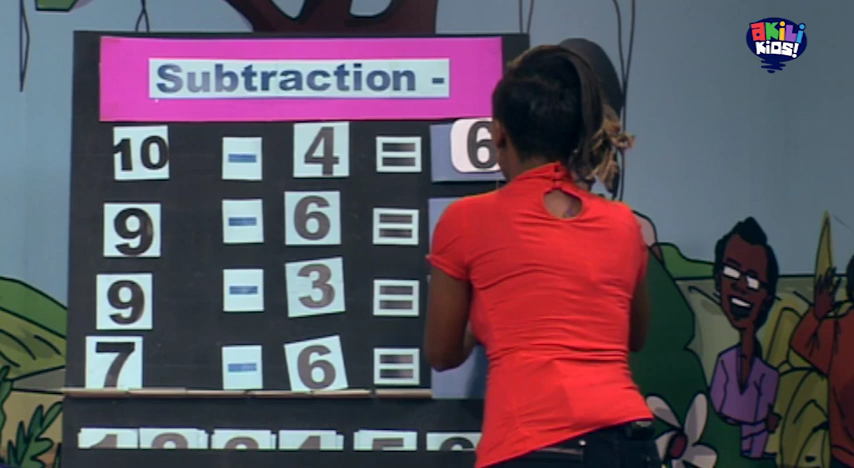 AKILI
KIDS!
Subtraction -
10 - 4 = 6
9 - 6 =
9 - 3 =
7 - 6 =